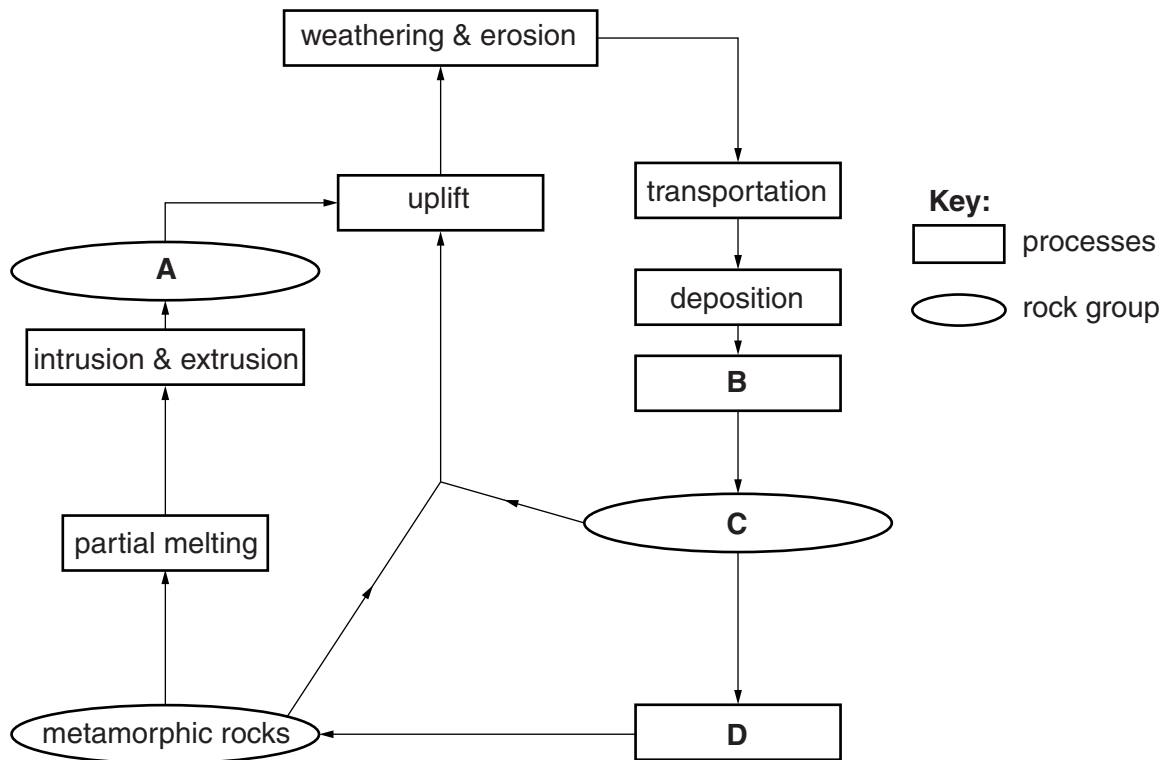 weathering & erosion
uplift
transportation
Key:
processes
A
deposition
rock group
intrusion & extrusion
B
C
partial melting
metamorphic rocks
D